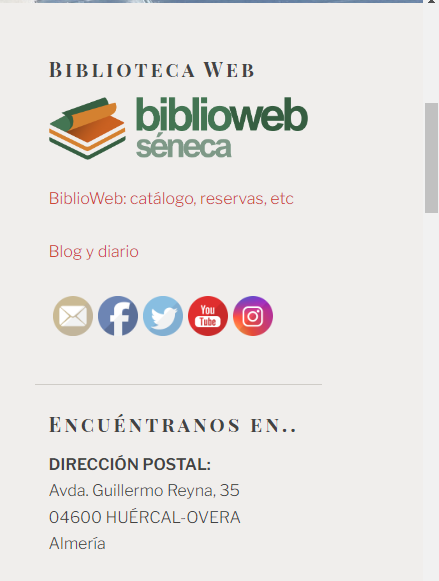 Biblioteca Web
biblioweb
séneca
BiblioWeb: catálogo, reservas, etc
Blog y diario
You
Tube
Encuéntranos en..
DIRECCIÓN POSTAL:
Avda. Guillermo Reyna, 35
04600 HUÉRCAL-OVERA
Almería